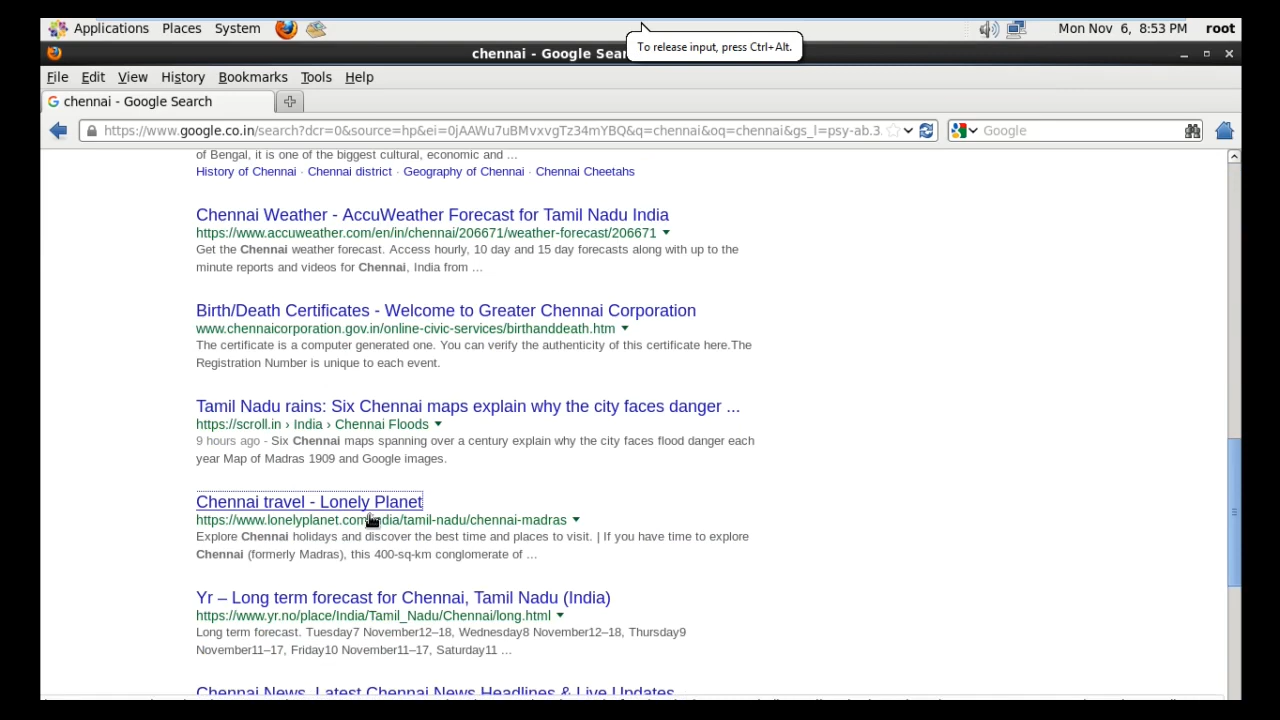 Applications Places System Mon Nov 6, 8:53 PM root
To release input, press Ctrl+Alt.
chennai - Google Sear
File Edit View History Bookmarks Tools Help
chennai - Google Search
https://www.google.co.in/search?dcr=0&source=hp&ei=0jAAWu7uBMvxvgTz34mYBQ&q=chennai&oq=chennai&gs_l=psy-ab.3. Google
of Bengal, it is one of the biggest cultural, economic and ...
History of Chennai · Chennai district · Geography of Chennai · Chennai Cheetahs
Chennai Weather - AccuWeather Forecast for Tamil Nadu India
https://www.accuweather.com/en/in/chennai/206671/weather-forecast/206671
Get the Chennai weather forecast. Access hourly, 10 day and 15 day forecasts along with up to the
minute reports and videos for Chennai, India from ...
Birth/Death Certificates - Welcome to Greater Chennai Corporation
www.chennaicorporation.gov.in/online-civic-services/birthanddeath.htm
The certificate is a computer generated one. You can verify the authenticity of this certificate here.The
Registration Number is unique to each event.
Tamil Nadu rains: Six Chennai maps explain why the city faces danger ...
https://scroll.in › India › Chennai Floods
9 hours ago - Six Chennai maps spanning over a century explain why the city faces flood danger each
year Map of Madras 1909 and Google images.
Chennai travel - Lonely Planet
https://www.lonelyplanet.com/india/tamil-nadu/chennai-madras
Explore Chennai holidays and discover the best time and places to visit. | If you have time to explore
Chennai (formerly Madras), this 400-sq-km conglomerate of ...
Yr – Long term forecast for Chennai, Tamil Nadu (India)
https://www.yr.no/place/India/Tamil_Nadu/Chennai/long.html
Long term forecast. Tuesday7 November12–18, Wednesday8 November12–18, Thursday9
November11–17, Friday10 November11–17, Saturday11 ...
Chennai News, Latest Chennai News Headlines & Live Updates